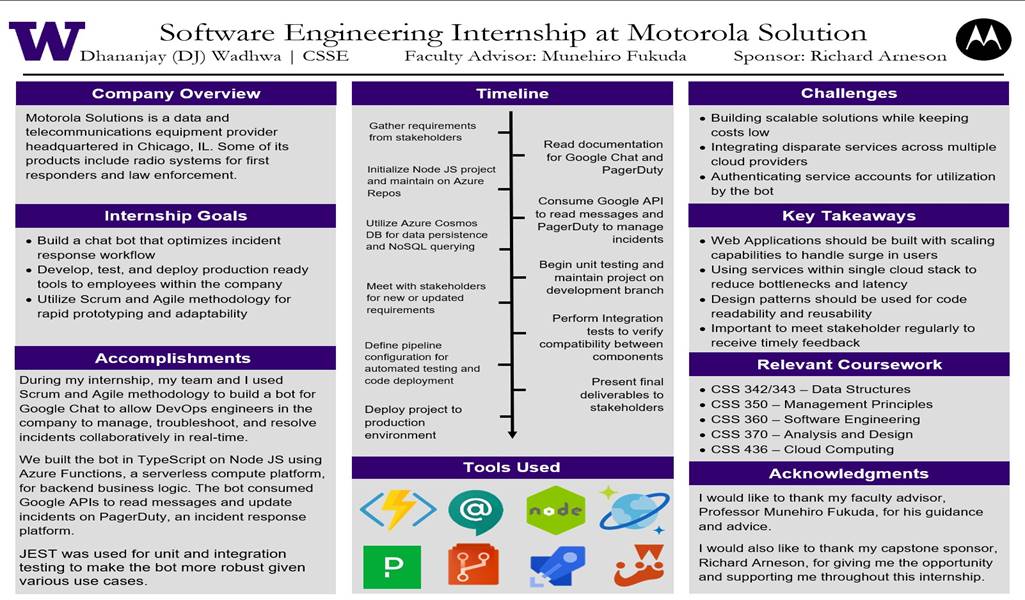 W
Software Engineering Internship at Motorola Solution
Dhananjay (DJ) Wadhwa | CSSE Faculty Advisor: Munehiro Fukuda Sponsor: Richard Arneson
Company Overview
Motorola Solutions is a data and
telecommunications equipment provider
headquartered in Chicago, IL. Some of its
products include radio systems for first
responders and law enforcement.
Internship Goals
• Build a chat bot that optimizes incident
response workflow
• Develop, test, and deploy production ready
tools to employees within the company
• Utilize Scrum and Agile methodology for
rapid prototyping and adaptability
Accomplishments
During my internship, my team and I used
Scrum and Agile methodology to build a bot for
Google Chat to allow DevOps engineers in the
company to manage, troubleshoot, and resolve
incidents collaboratively in real-time.
We built the bot in TypeScript on Node JS using
Azure Functions, a serverless compute platform,
for backend business logic. The bot consumed
Google APIs to read messages and update
incidents on PagerDuty, an incident response
platform.
JEST was used for unit and integration
testing to make the bot more robust given
various use cases.
Timeline
Gather requirements
from stakeholders
Read documentation
for Google Chat and
PagerDuty
Initialize Node JS project
and maintain on Azure
Repos
Consume Google API
to read messages and
PagerDuty to manage
incidents
Utilize Azure Cosmos
DB for data persistence
and NoSQL querying
Begin unit testing and
maintain project on
development branch
Meet with stakeholders
for new or updated
requirements
Perform Integration
tests to verify
compatibility between
components
Define pipeline
configuration for
automated testing and
code deployment
Present final
deliverables to
stakeholders
Deploy project to
production
environment
Tools Used
@
node
P
Challenges
• Building scalable solutions while keeping
costs low
• Integrating disparate services across multiple
cloud providers
• Authenticating service accounts for utilization
by the bot
Key Takeaways
• Web Applications should be built with scaling
capabilities to handle surge in users
• Using services within single cloud stack to
reduce bottlenecks and latency
• Design patterns should be used for code
readability and reusability
• Important to meet stakeholder regularly to
receive timely feedback
Relevant Coursework
• CSS 342/343 – Data Structures
• CSS 350 – Management Principles
• CSS 360 – Software Engineering
• CSS 370 – Analysis and Design
• CSS 436 – Cloud Computing
Acknowledgments
I would like to thank my faculty advisor,
Professor Munehiro Fukuda, for his guidance
and advice.
I would also like to thank my capstone sponsor,
Richard Arneson, for giving me the opportunity
and supporting me throughout this internship.